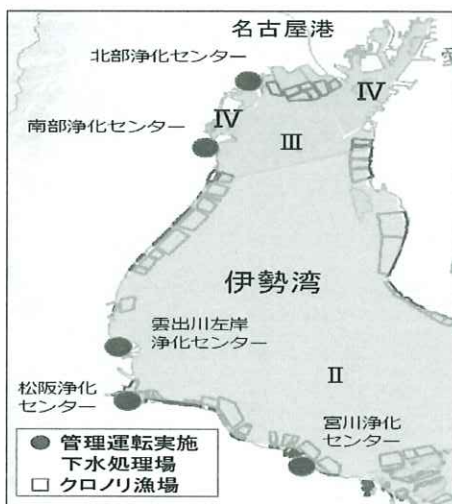 名古屋港
北部浄化センター
愛
Ⅳ
Ⅳ
南部浄化センター
Ⅲ
伊勢湾
雲出川左岸
浄化センター
Ⅱ
松阪浄化
センター
宮川浄化
センター
管理運転実施
下水処理場
クロノリ漁場